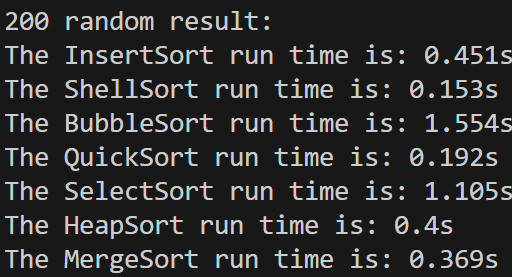 200 random result:
The InsertSort run time is: 0.451s
The ShellSort run time is: 0.153s
The BubbleSort run time is: 1.554s
The QuickSort run time is: 0.192s
The SelectSort run time is: 1.105s
The HeapSort run time is: 0.4s
The MergeSort run time is: 0.369s